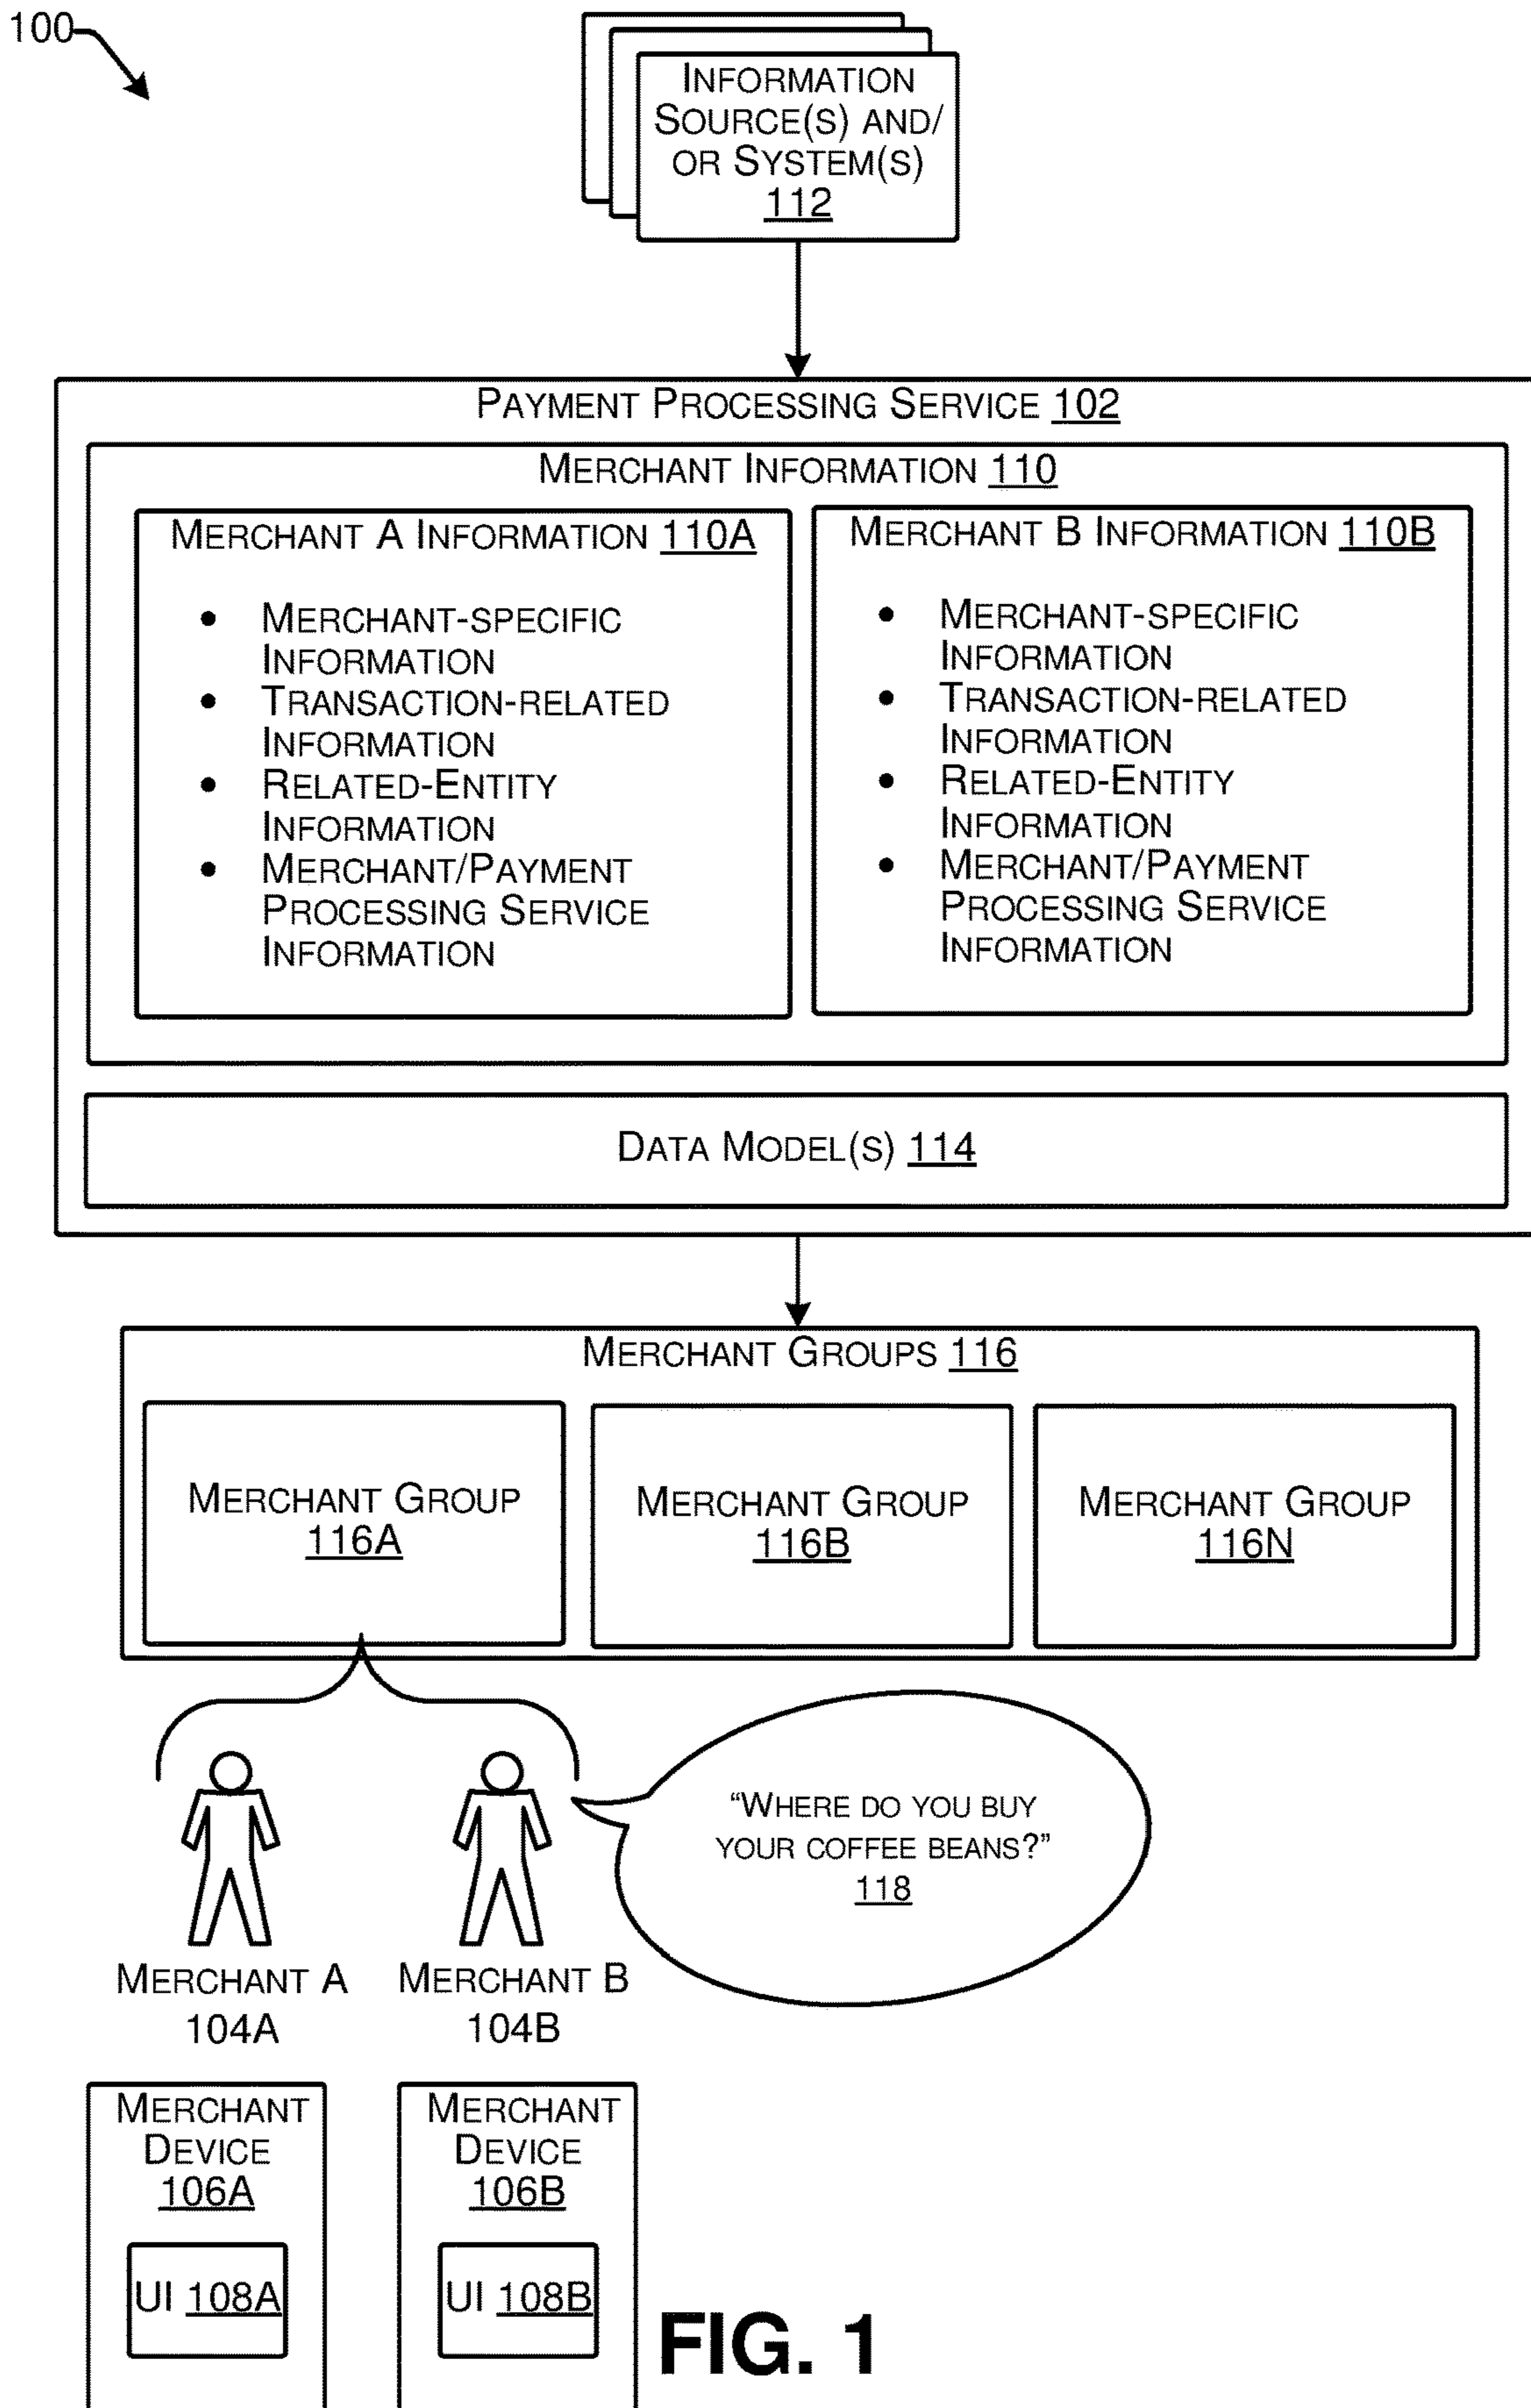 100
INFORMATION
SOURCE(S) AND/
OR SYSTEM(S)
112
PAYMENT PROCESSING SERVICE 102
MERCHANT INFORMATION 110
MERCHANT A INFORMATION 110A
• MERCHANT-SPECIFIC
INFORMATION
• TRANSACTION-RELATED
INFORMATION
• RELATED-ENTITY
INFORMATION
• MERCHANT/PAYMENT
PROCESSING SERVICE
INFORMATION
MERCHANT B INFORMATION 110B
• MERCHANT-SPECIFIC
INFORMATION
• TRANSACTION-RELATED
INFORMATION
• RELATED-ENTITY
INFORMATION
• MERCHANT/PAYMENT
PROCESSING SERVICE
INFORMATION
DATA MODEL(S) 114
MERCHANT GROUPS 116
MERCHANT GROUP
116A
MERCHANT GROUP
116B
MERCHANT GROUP
116N
“WHERE DO YOU BUY
YOUR COFFEE BEANS?”
118
MERCHANT A
104A
MERCHANT B
104B
MERCHANT
DEVICE
106A
UI 108A
MERCHANT
DEVICE
106B
UI 108B
FIG. 1